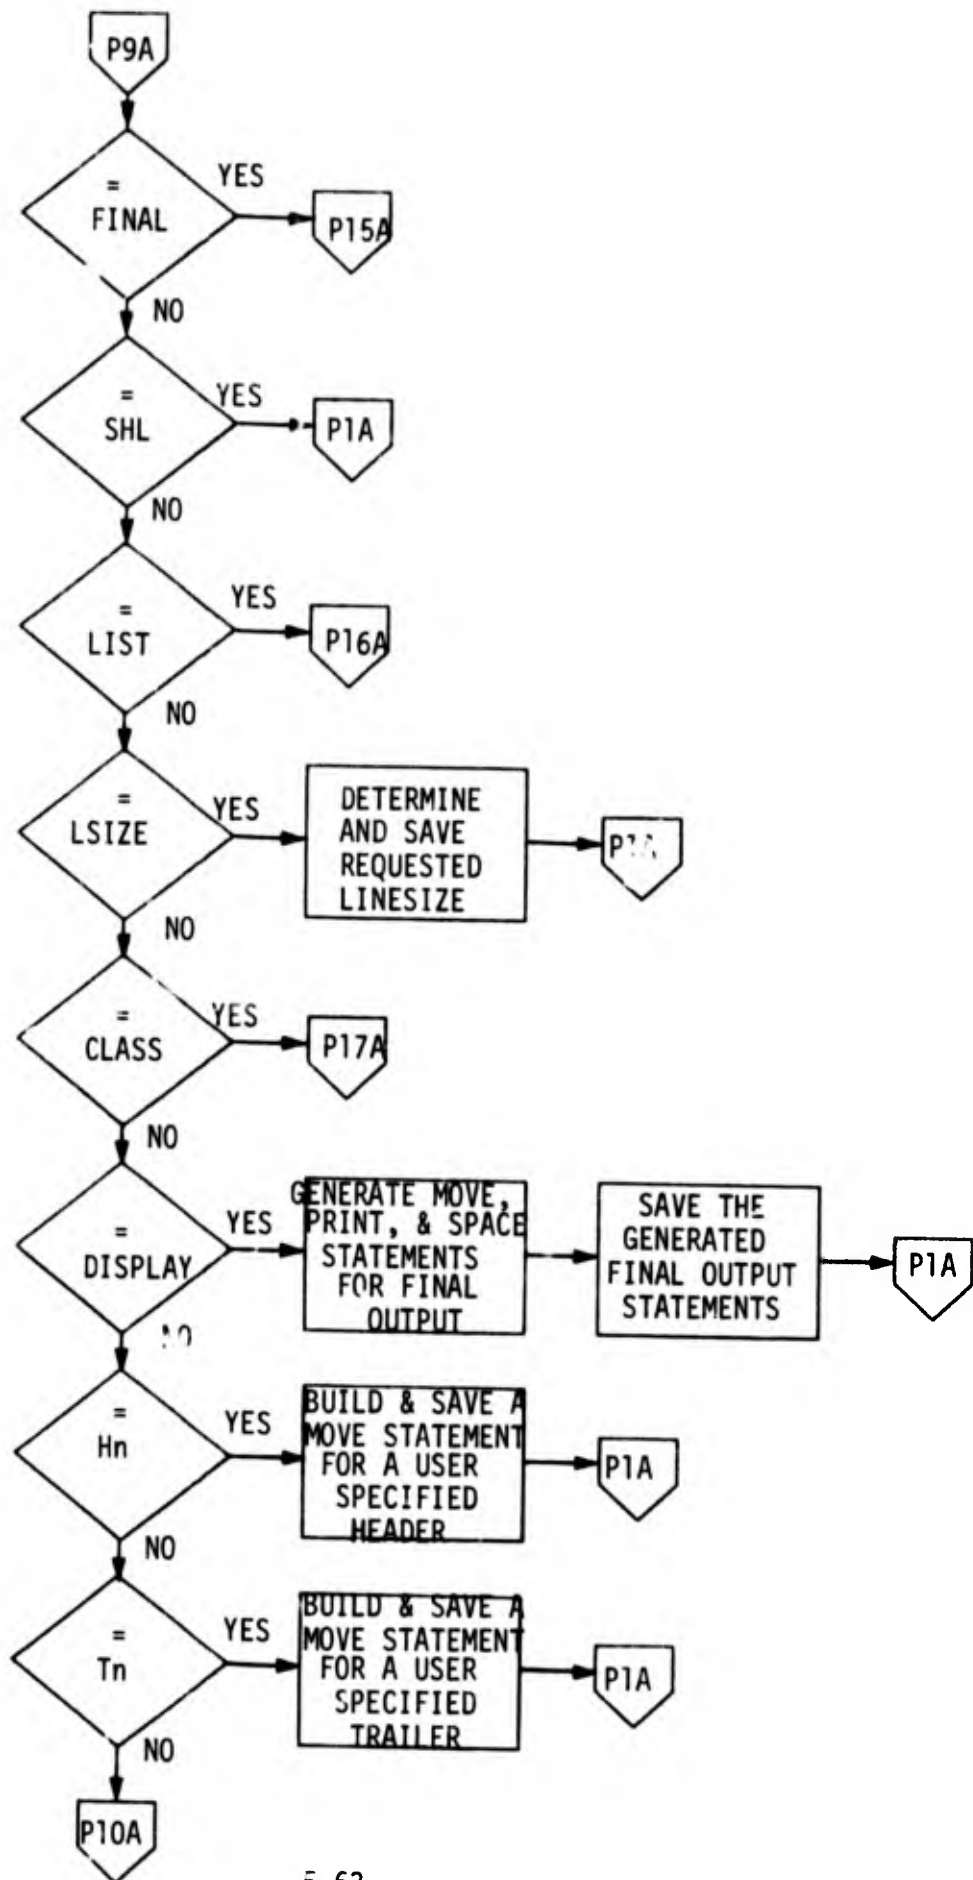 P9A
=
FINAL
YES
P15A
NO
=
SHL
YES
P1A
NO
=
LIST
YES
P16A
NO
=
LSIZE
YES
DETERMINE
AND SAVE
REQUESTED
LINESIZE
P1A
NO
=
CLASS
YES
P17A
NO
=
DISPLAY
YES
GENERATE MOVE,
PRINT, & SPACE
STATEMENTS
FOR FINAL
OUTPUT
SAVE THE
GENERATED
FINAL OUTPUT
STATEMENTS
P1A
NO
=
Hn
YES
BUILD & SAVE A
MOVE STATEMENT
FOR A USER
SPECIFIED
HEADER
P1A
NO
=
Tn
YES
BUILD & SAVE A
MOVE STATEMENT
FOR A USER
SPECIFIED
TRAILER
P1A
NO
P10A